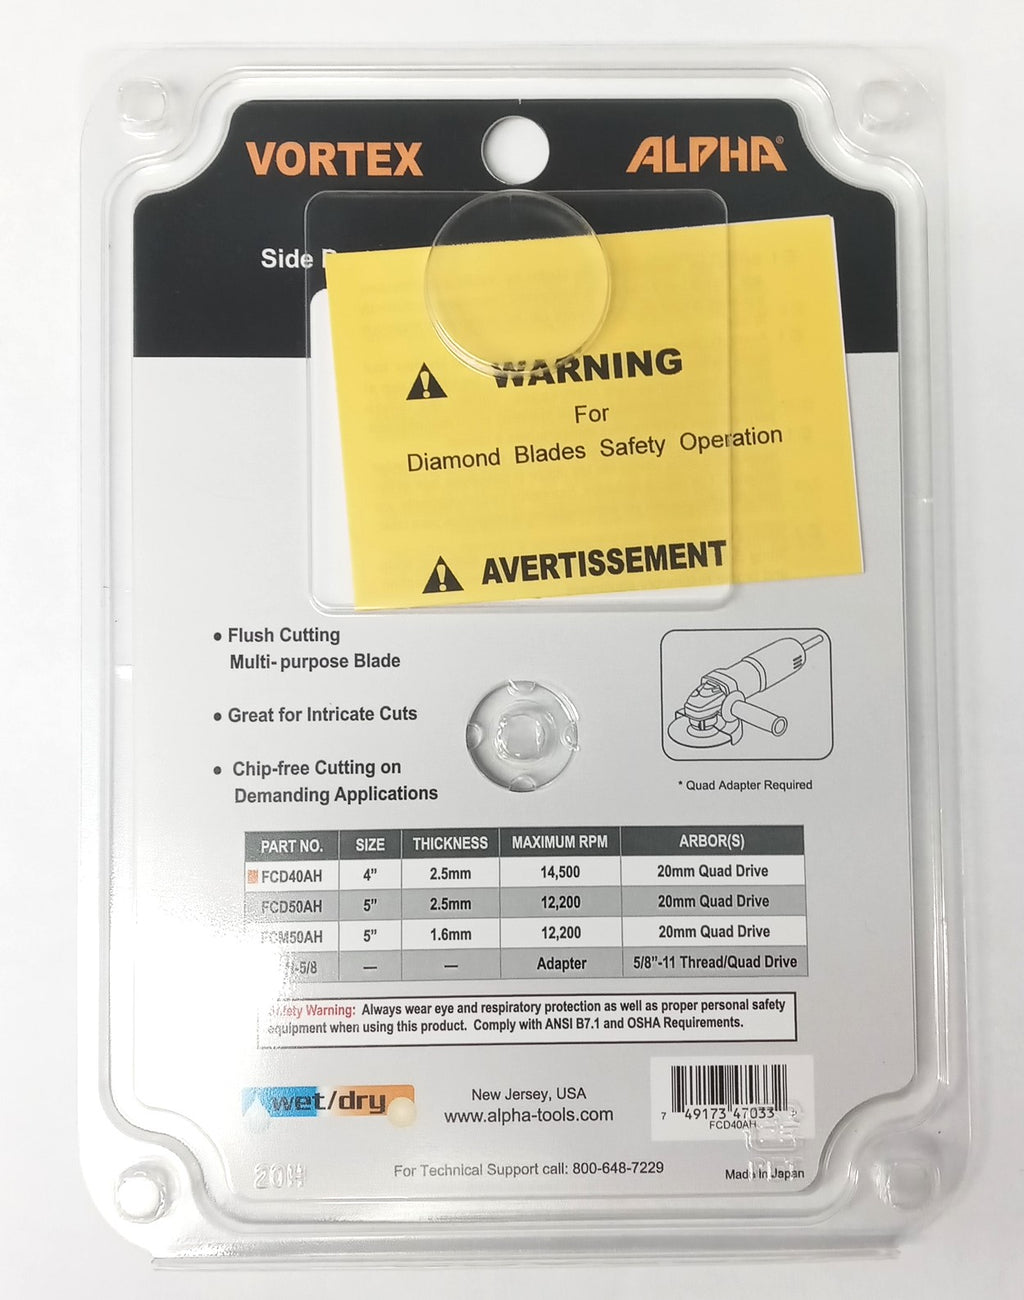 VORTEX
ALPHA®
Side
WARNING
For
Diamond Blades Safety Operation
AVERTISSEMENT
• Flush Cutting
Multi-purpose Blade
• Great for Intricate Cuts
• Chip-free Cutting on
Demanding Applications
* Quad Adapter Required
PART NO. SIZE THICKNESS MAXIMUM RPM ARBOR(S)
FCD40AH 4" 2.5mm 14,500 20mm Quad Drive
FCD50AH 5" 2.5mm 12,200 20mm Quad Drive
FCM50AH 5" 1.6mm 12,200 20mm Quad Drive
-5/8 — — Adapter 5/8"-11 Thread/Quad Drive
Safety Warning: Always wear eye and respiratory protection as well as proper personal safety
equipment when using this product. Comply with ANSI B7.1 and OSHA Requirements.
wet/dry
New Jersey, USA
www.alpha-tools.com
7 49173 47033
FCD40AH
For Technical Support call: 800-648-7229
Made In Japan
20H